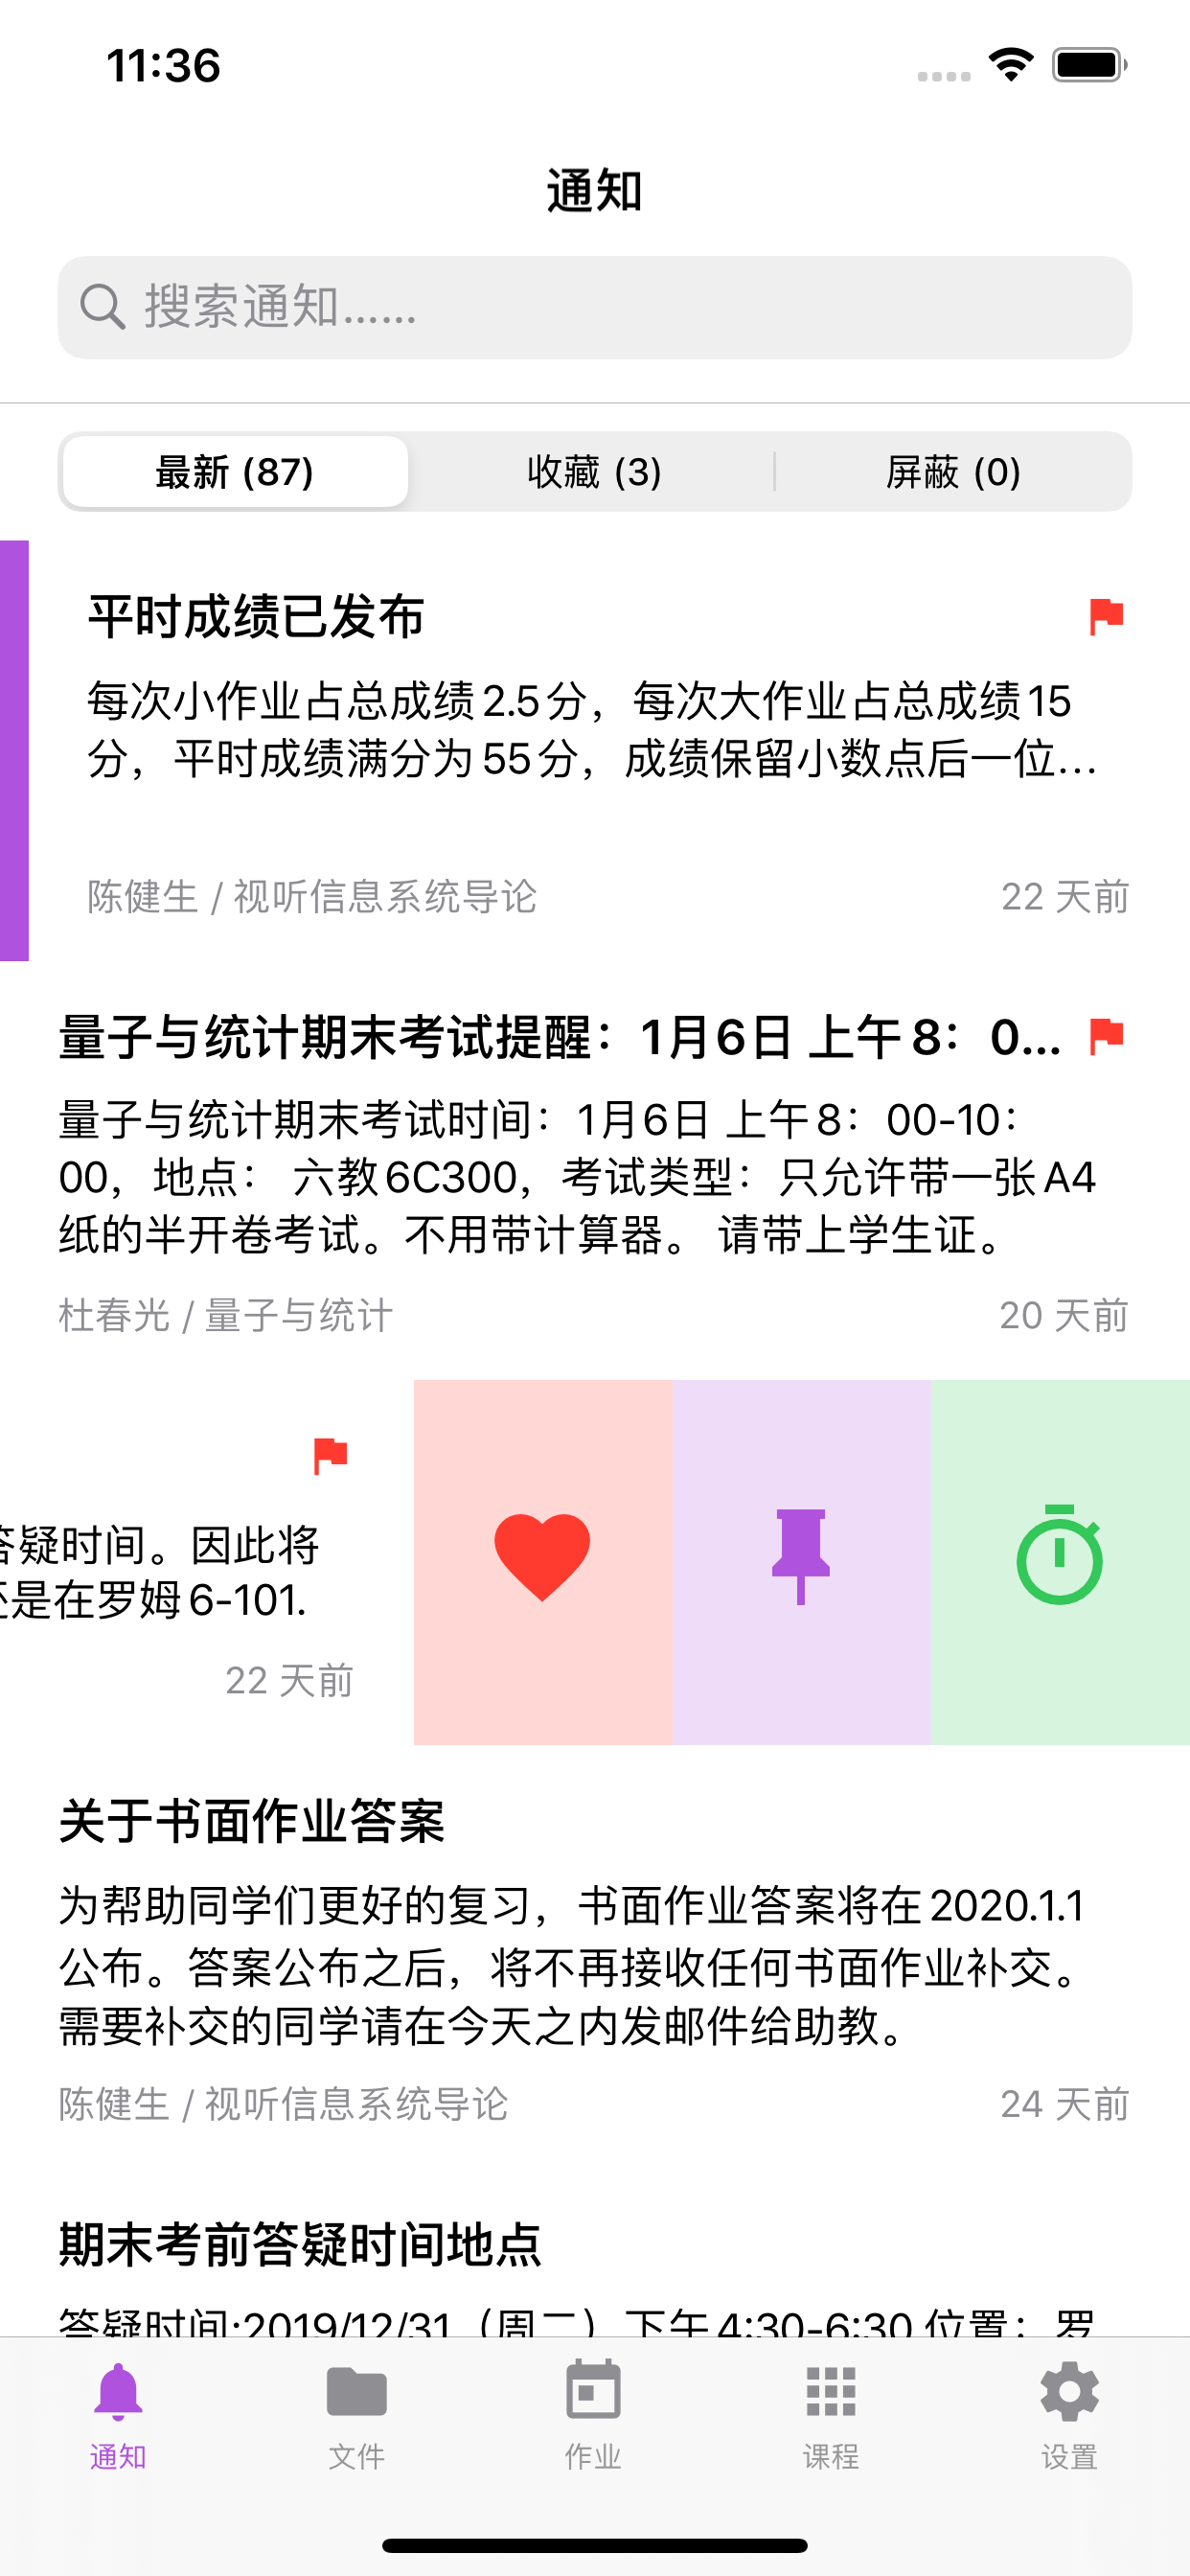 11:36
通知
搜索通知......
最新 (87)
收藏 (3)
屏蔽 (0)
平时成绩已发布
每次小作业占总成绩 2.5 分，每次大作业占总成绩 15
分，平时成绩满分为 55 分，成绩保留小数点后一位...
陈健生 / 视听信息系统导论
22 天前
量子与统计期末考试提醒：1月6日 上午 8：0...
量子与统计期末考试时间：1月6日 上午8：00-10：
00，地点： 六教 6C300，考试类型：只允许带一张 A4
纸的半开卷考试。不用带计算器。 请带上学生证。
杜春光 / 量子与统计
20 天前
答疑时间。因此将
还是在罗姆 6-101.
22 天前
关于书面作业答案
为帮助同学们更好的复习，书面作业答案将在 2020.1.1
公布。答案公布之后，将不再接收任何书面作业补交。
需要补交的同学请在今天之内发邮件给助教。
陈健生 / 视听信息系统导论
24 天前
期末考前答疑时间地点
答疑时间:2019/12/31（周二）下午 4:30-6:30 位置：罗
通知
文件
作业
课程
设置